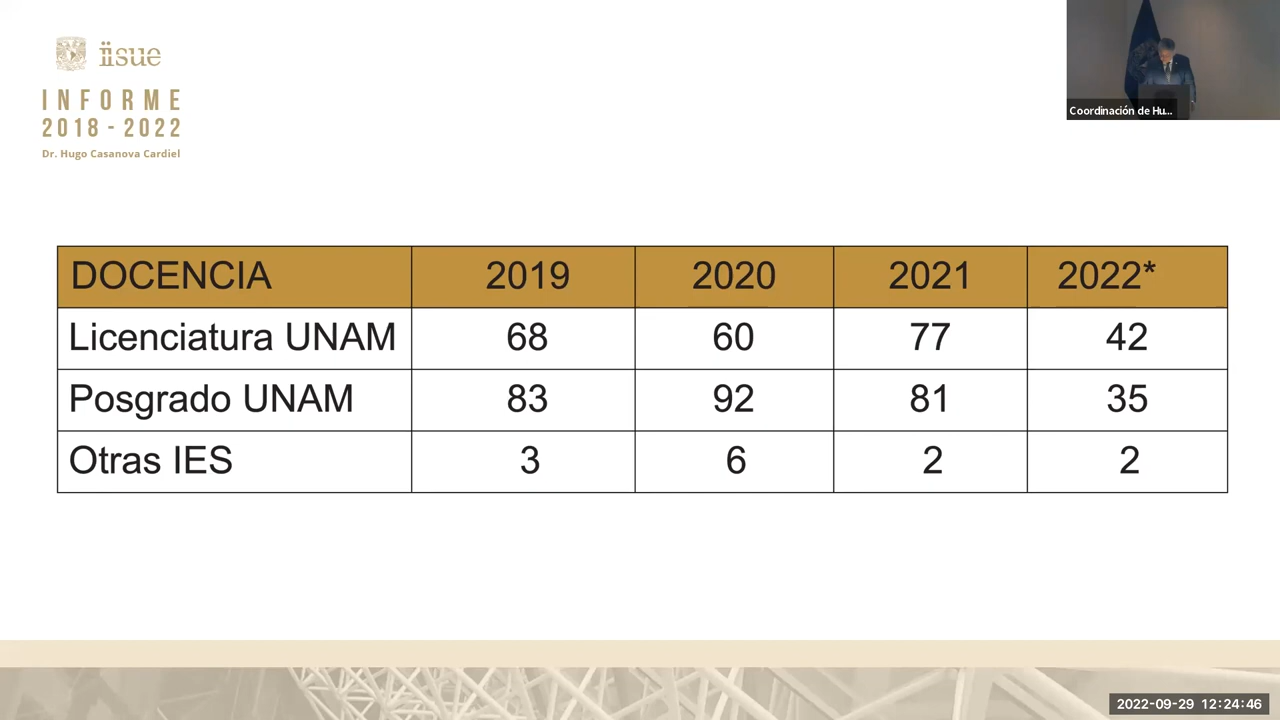 iisue
INFORME
2018-2022
Dr. Hugo Casanova Cardiel
Coordinación de Hu...
DOCENCIA 2019 2020 2021 2022*
Licenciatura UNAM 68 60 77 42
Posgrado UNAM 83 92 81 35
Otras IES 3 6 2 2
2022-09-29 12:24:46